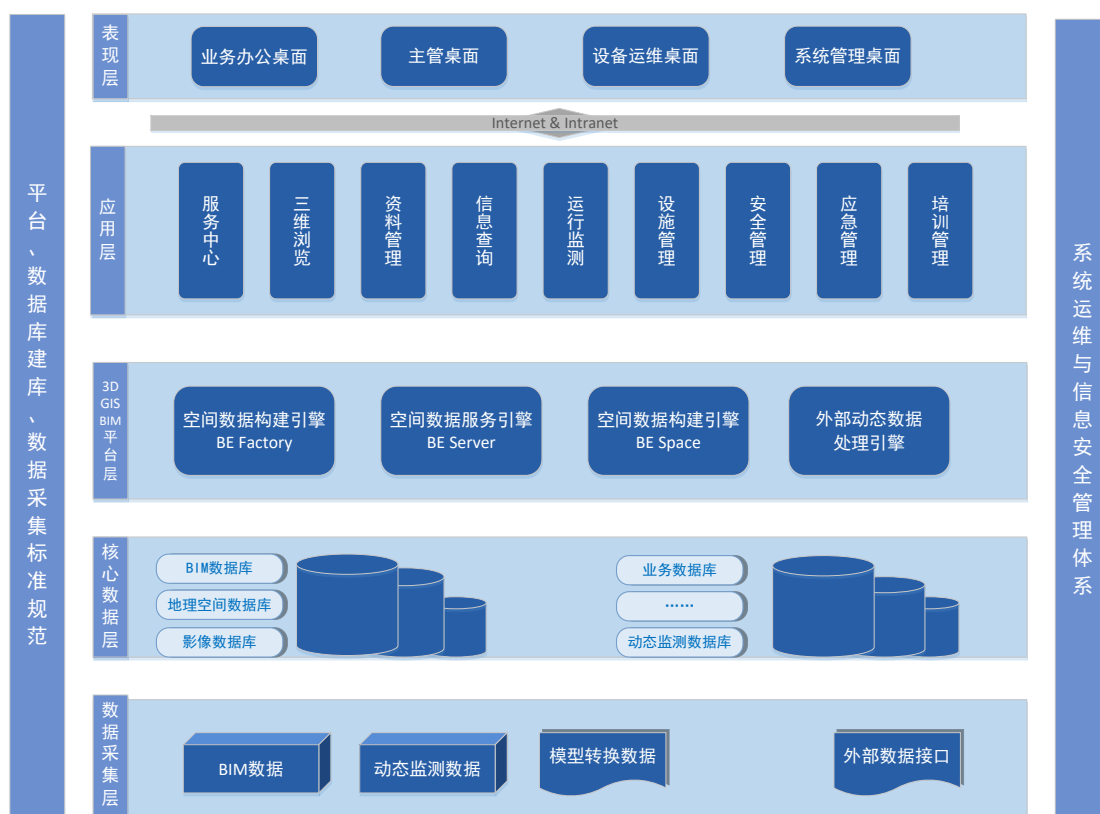 平台、数据库建库、数据采集标准规范
表现层
业务办公桌面
主管桌面
设备运维桌面
系统管理桌面
Internet & Intranet
应用层
服务中心
三维浏览
资料管理
信息查询
运行监测
设施管理
安全管理
应急管理
培训管理
3D
GIS
BIM
平台层
空间数据构建引擎
BE Factory
空间数据服务引擎
BE Server
空间数据构建引擎
BE Space
外部动态数据
处理引擎
核心数据层
BIM数据库
地理空间数据库
影像数据库
业务数据库
……
动态监测数据库
数据采集层
BIM数据
动态监测数据
模型转换数据
外部数据接口
系统运维与信息安全管理体系